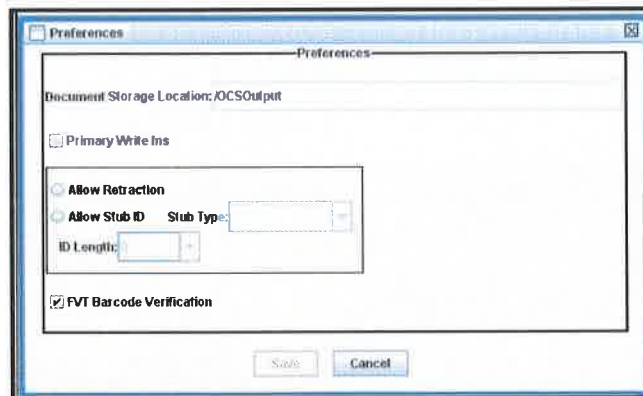 Preferences
Preferences
Document Storage Location: /OCSOutput
Primary Write Ins
Allow Retraction
Allow Stub ID Stub Type:
ID Length:
FVT Barcode Verification
Save Cancel